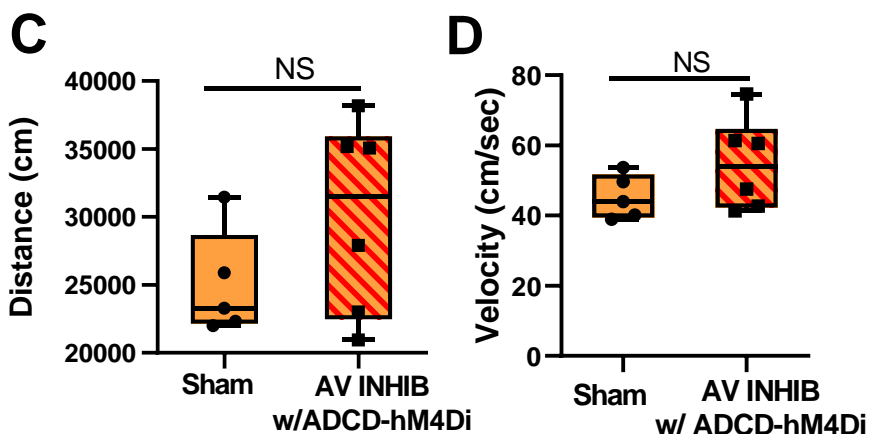 C
NS
Distance (cm)
40000
35000
30000
25000
20000
Sham
AV INHIB
w/ADCD-hM4Di
D
NS
Velocity (cm/sec)
80
60
40
20
0
Sham
AV INHIB
w/ ADCD-hM4Di